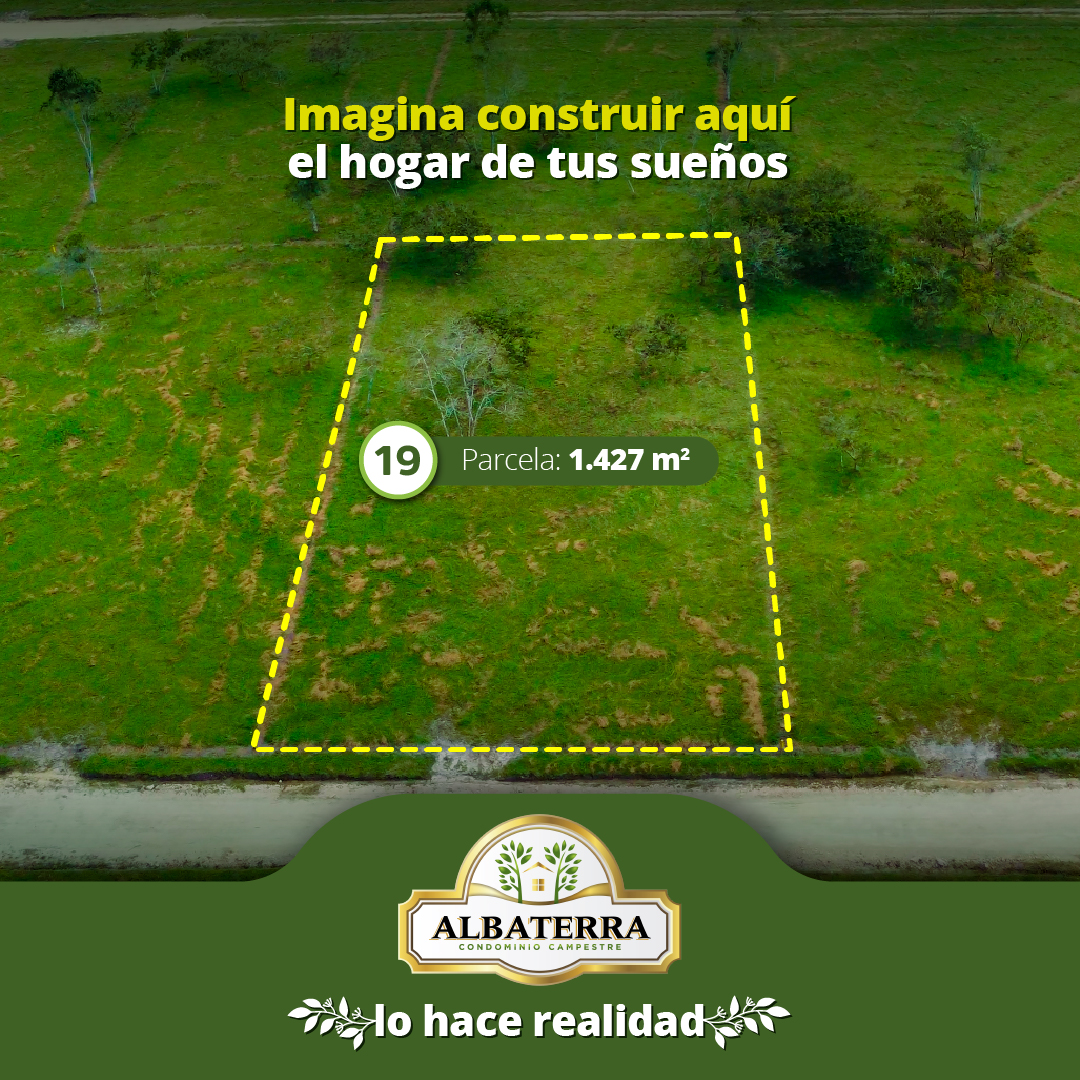 Imagina construir aquí
el hogar de tus sueños
19 Parcela: 1.427 m²
ALBATERRA
CONDOMINIO CAMPESTRE
lo hace realidad